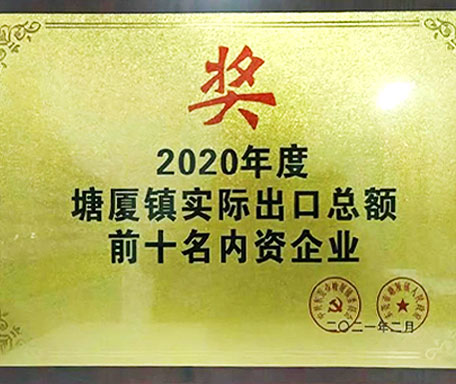 奖
2020年度
塘厦镇实际出口总额
前十名内资企业
二〇二一年二月